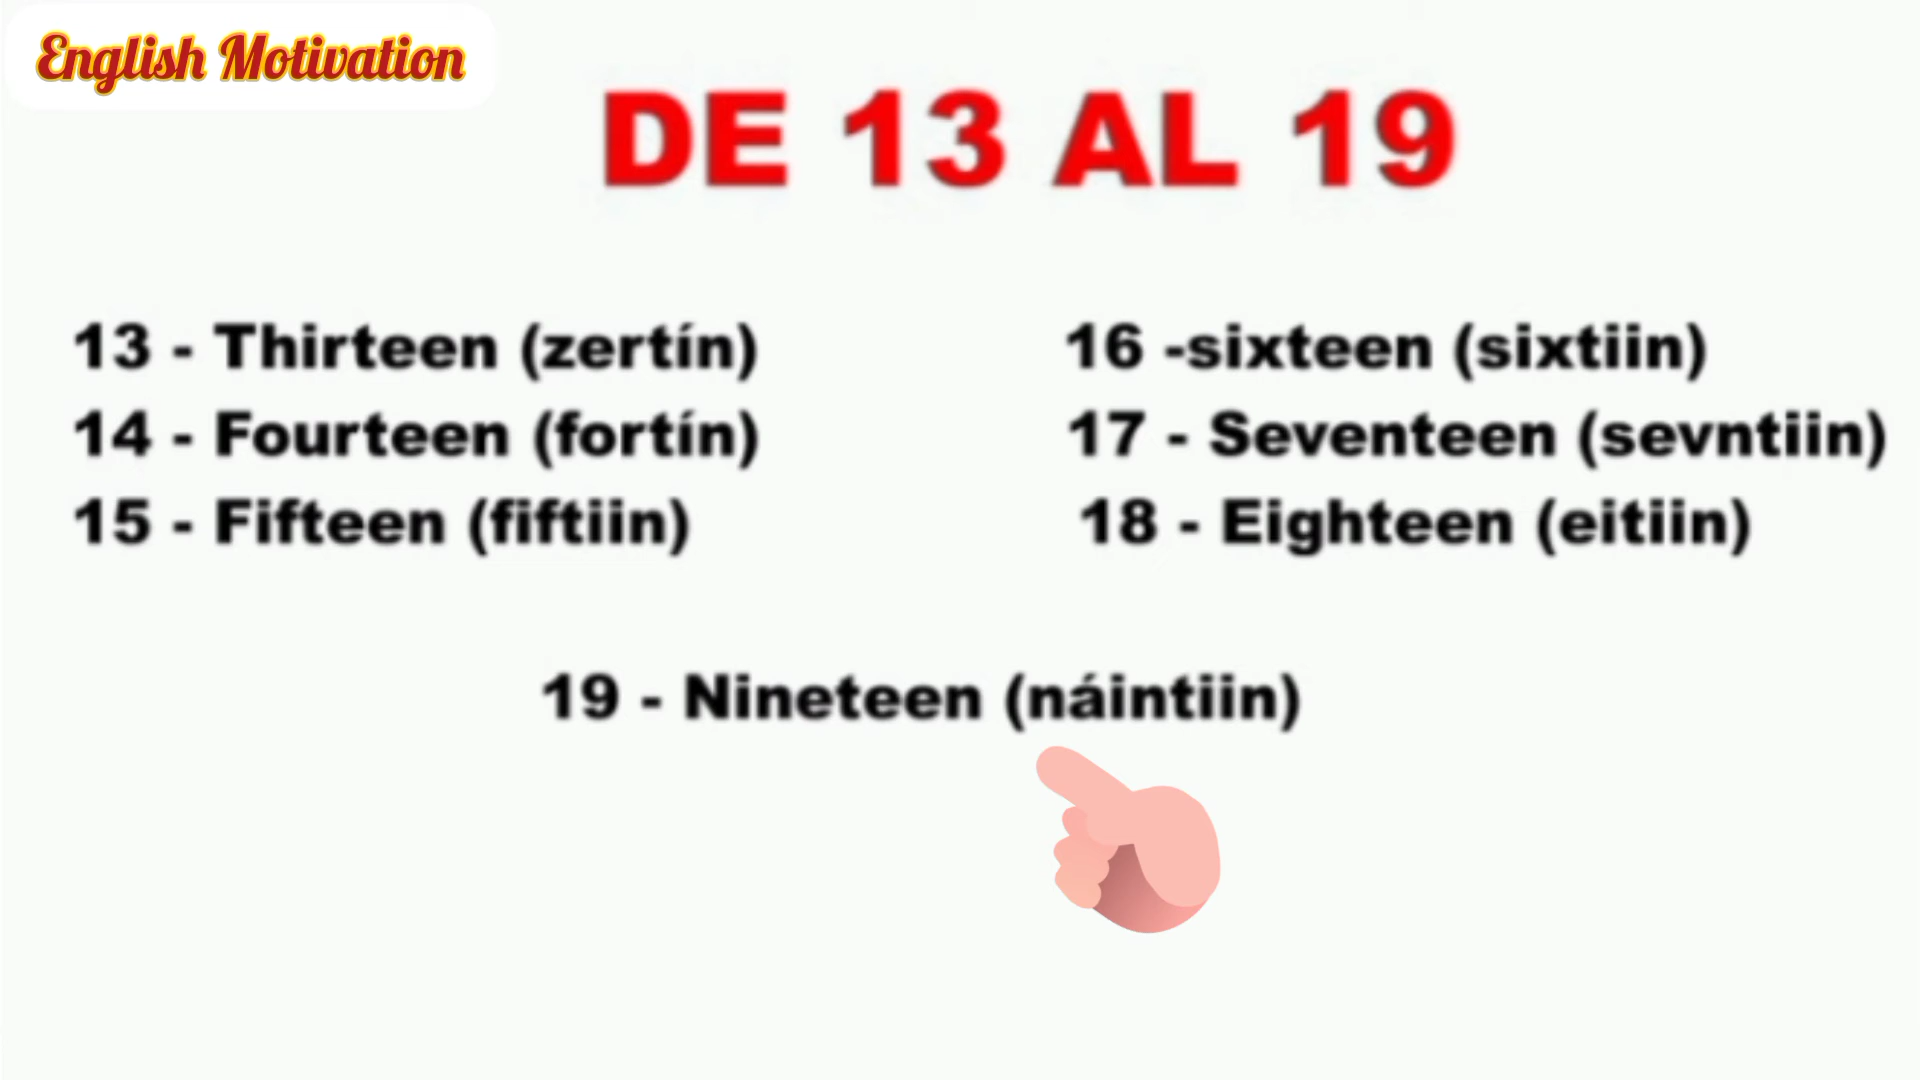 English Motivation
DE 13 AL 19
13 - Thirteen (zertín)
14 - Fourteen (fortín)
15 - Fifteen (fiftiin)
16 -sixteen (sixtiin)
17 - Seventeen (sevntiin)
18 - Eighteen (eitiin)
19 - Nineteen (náintiin)